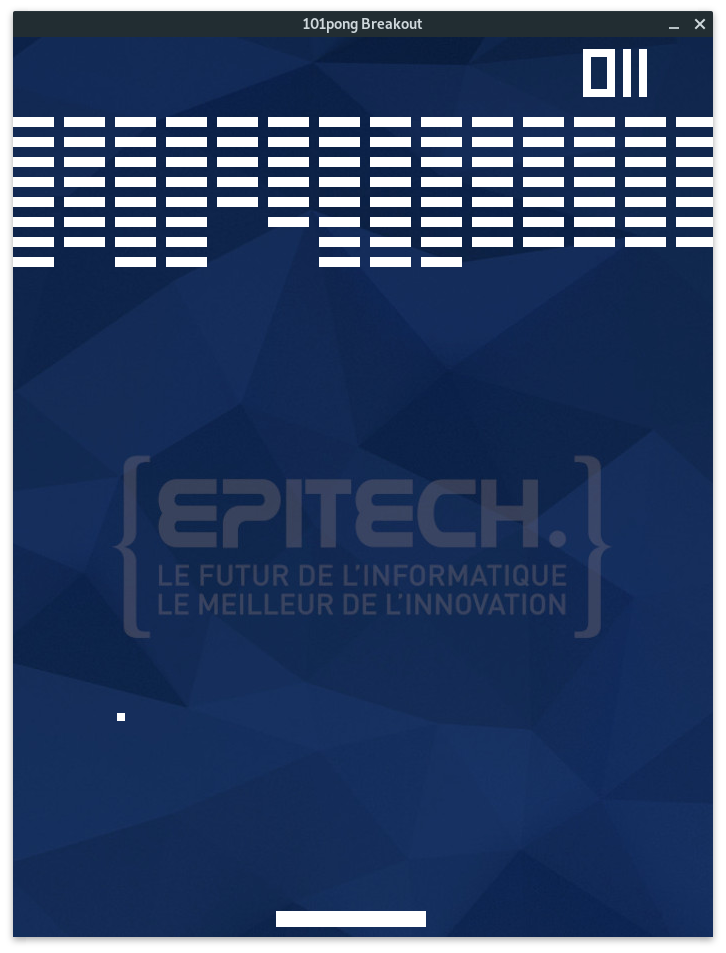 101pong Breakout
011
EPITECH.
LE FUTUR DE L'INFORMATIQUE
LE MEILLEUR DE L'INNOVATION